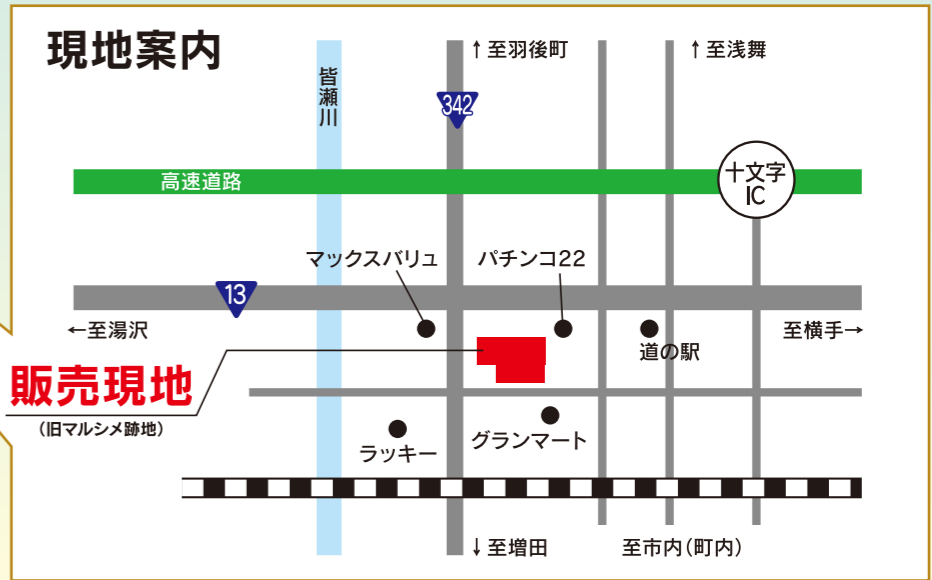 現地案内
↑至羽後町
↑至浅舞
皆瀬川
342
十文字
IC
高速道路
マックスバリュ
パチンコ22
13
←至湯沢
至横手→
道の駅
販売現地
(旧マルシメ跡地)
グランマート
ラッキー
↓至増田
至市内(町内)